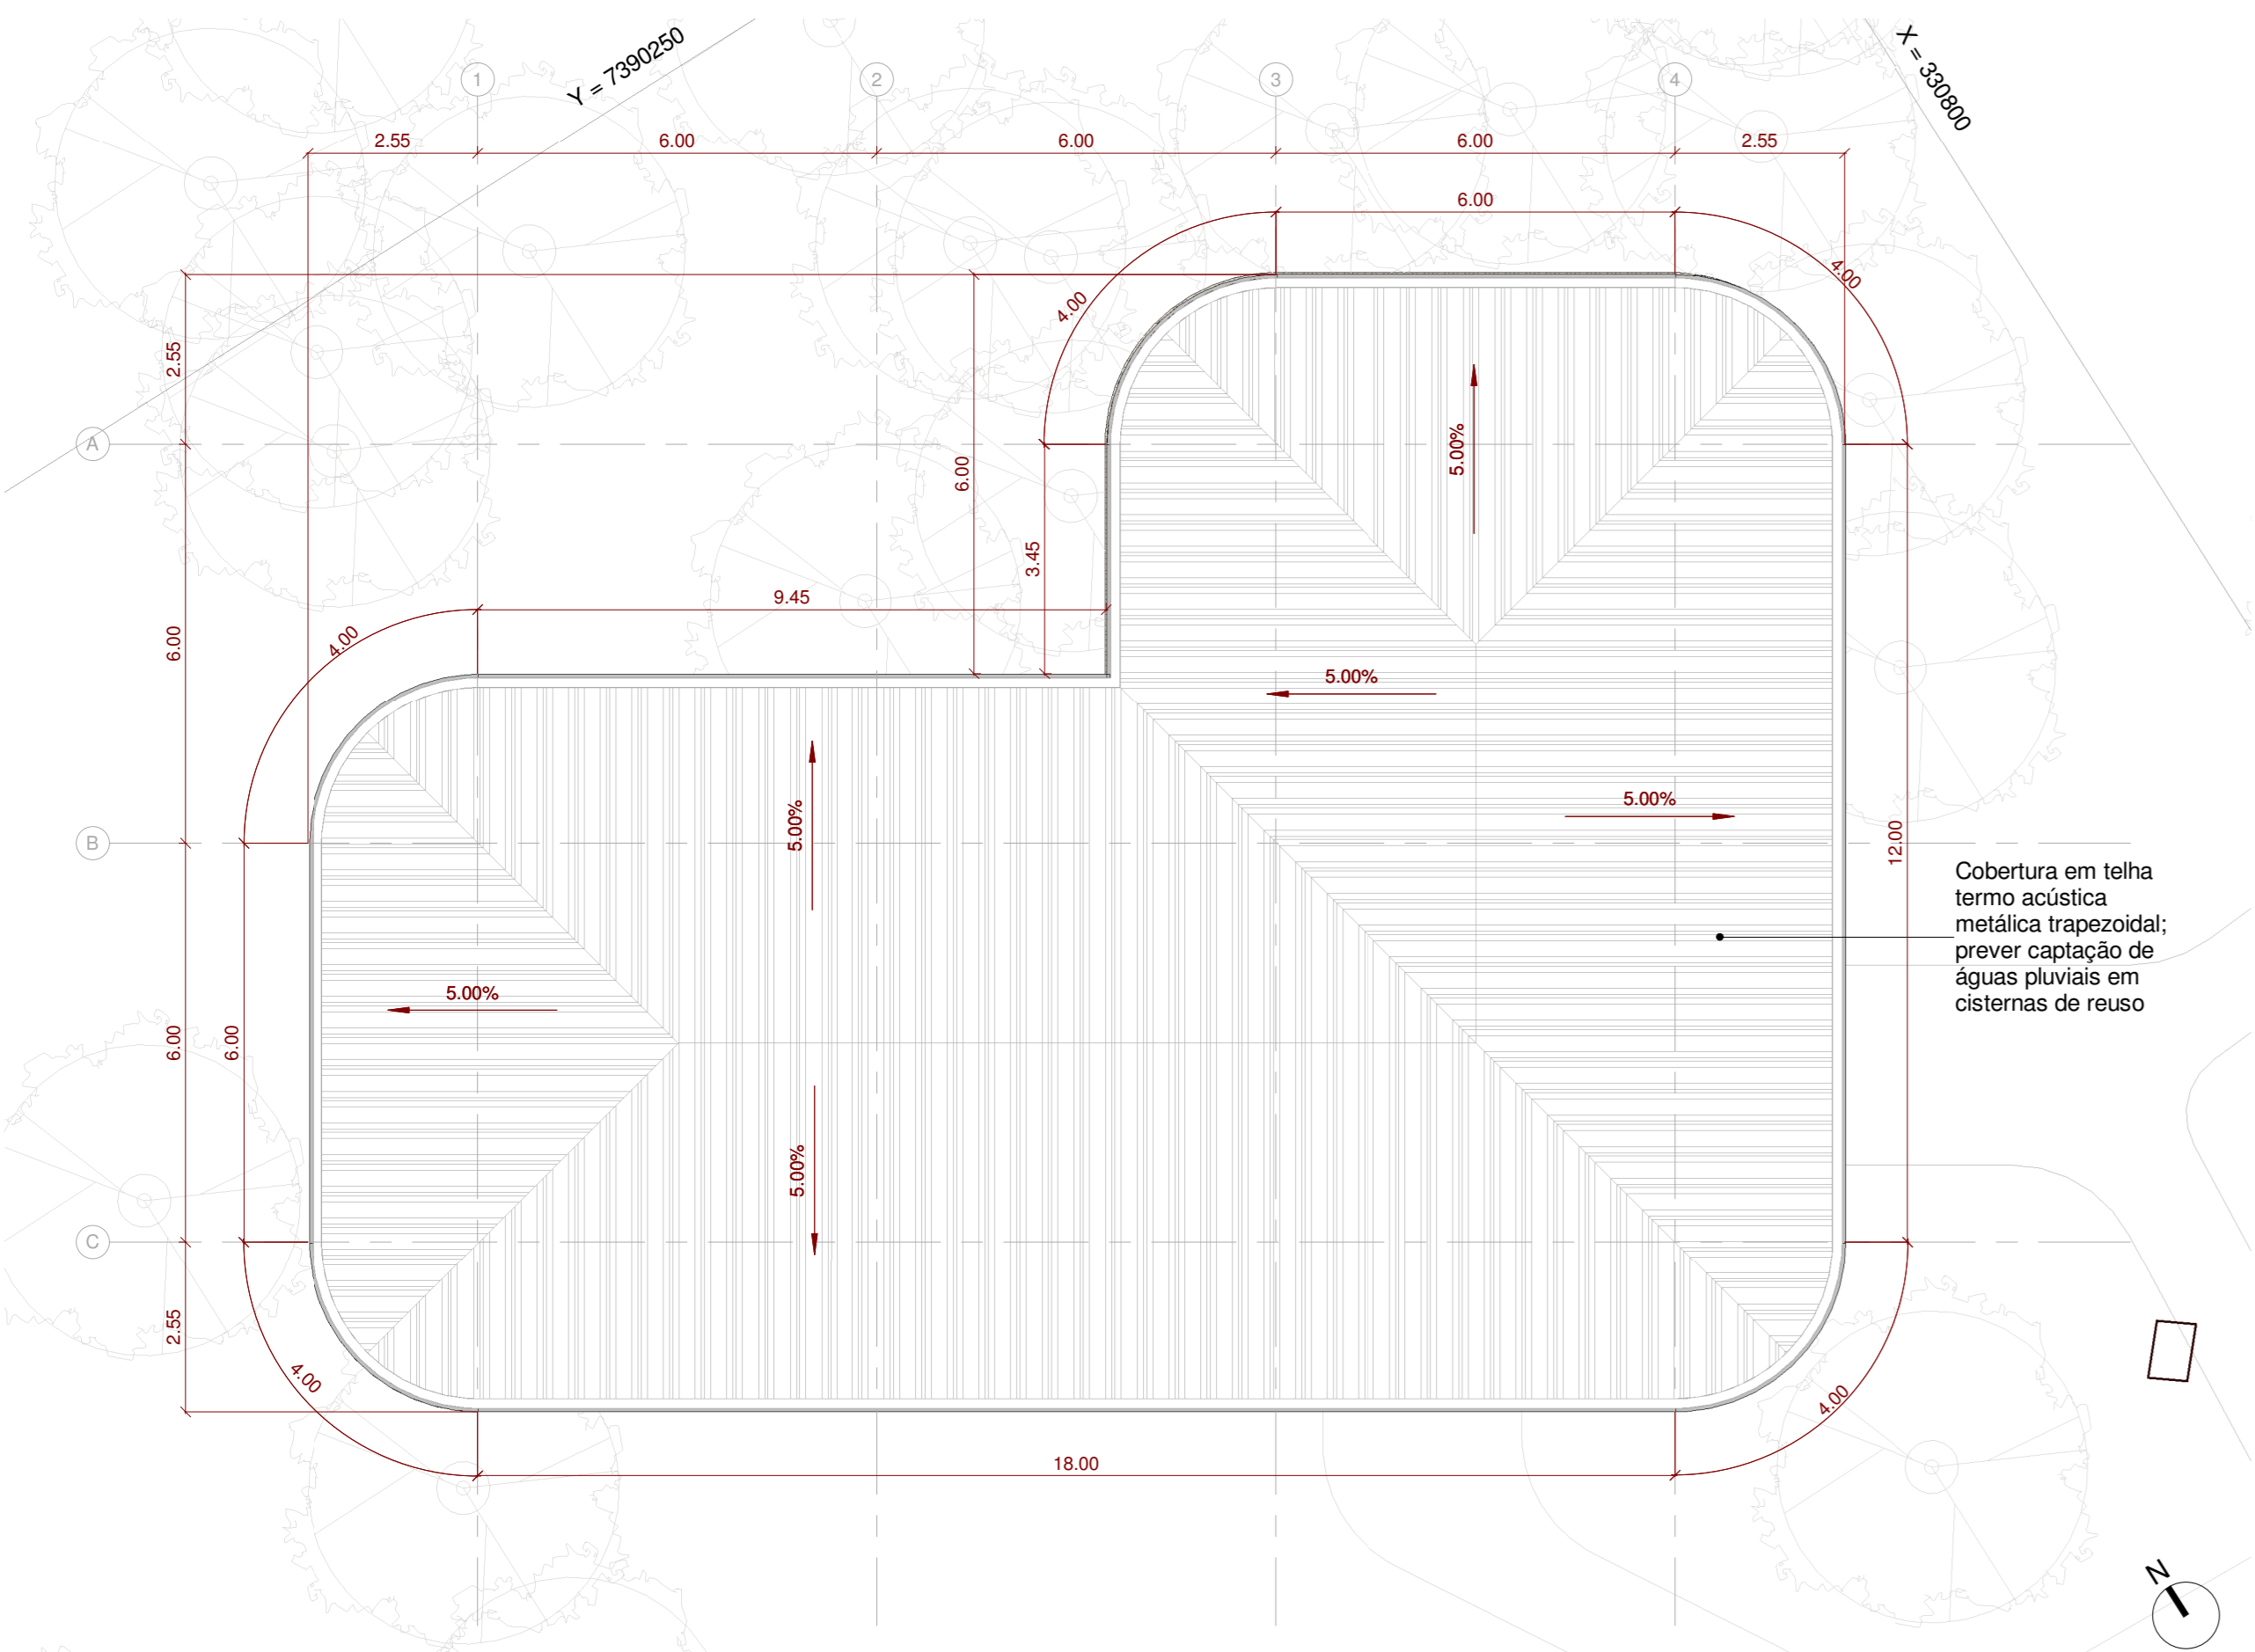 Y = 7390250
X = 330800
1
2
3
4
2.55
6.00
6.00
6.00
2.55
6.00
4.00
4.00
2.55
A
5.00%
6.00
3.45
9.45
4.00
6.00
5.00%
5.00%
5.00%
B
12.00
Cobertura em telha
termo acústica
metálica trapezoidal;
prever captação de
águas pluviais em
cisternas de reuso
5.00%
6.00
6.00
5.00%
C
2.55
4.00
4.00
18.00
N